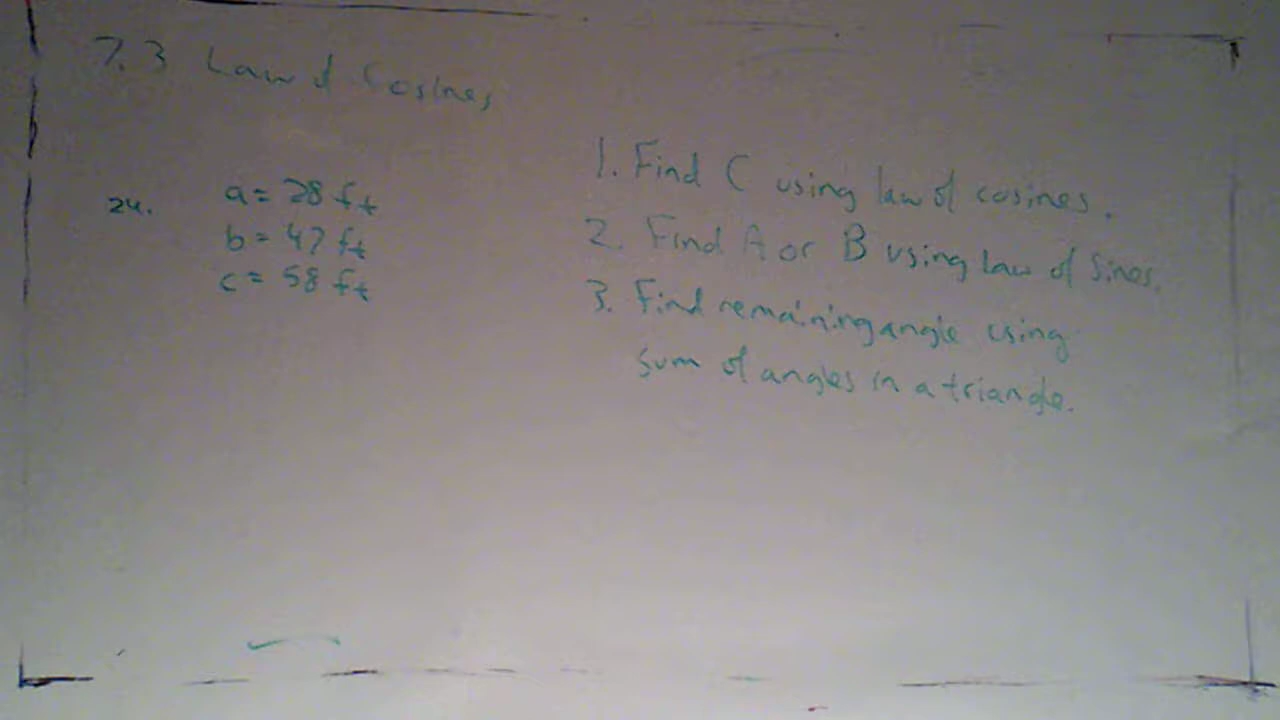 7.3 Law of Cosines
24.
a = 28 ft
b = 47 ft
c = 58 ft
1. Find C using law of cosines.
2. Find A or B using Law of Sines.
3. Find remaining angle using
sum of angles in a triangle.